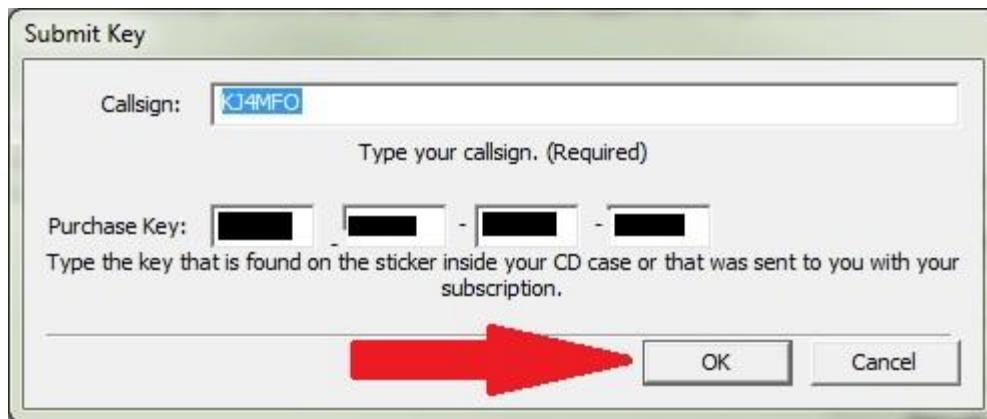 Submit Key
Callsign: KJ4MFO
Type your callsign. (Required)
Purchase Key: - - -
Type the key that is found on the sticker inside your CD case or that was sent to you with your
subscription.
OK Cancel